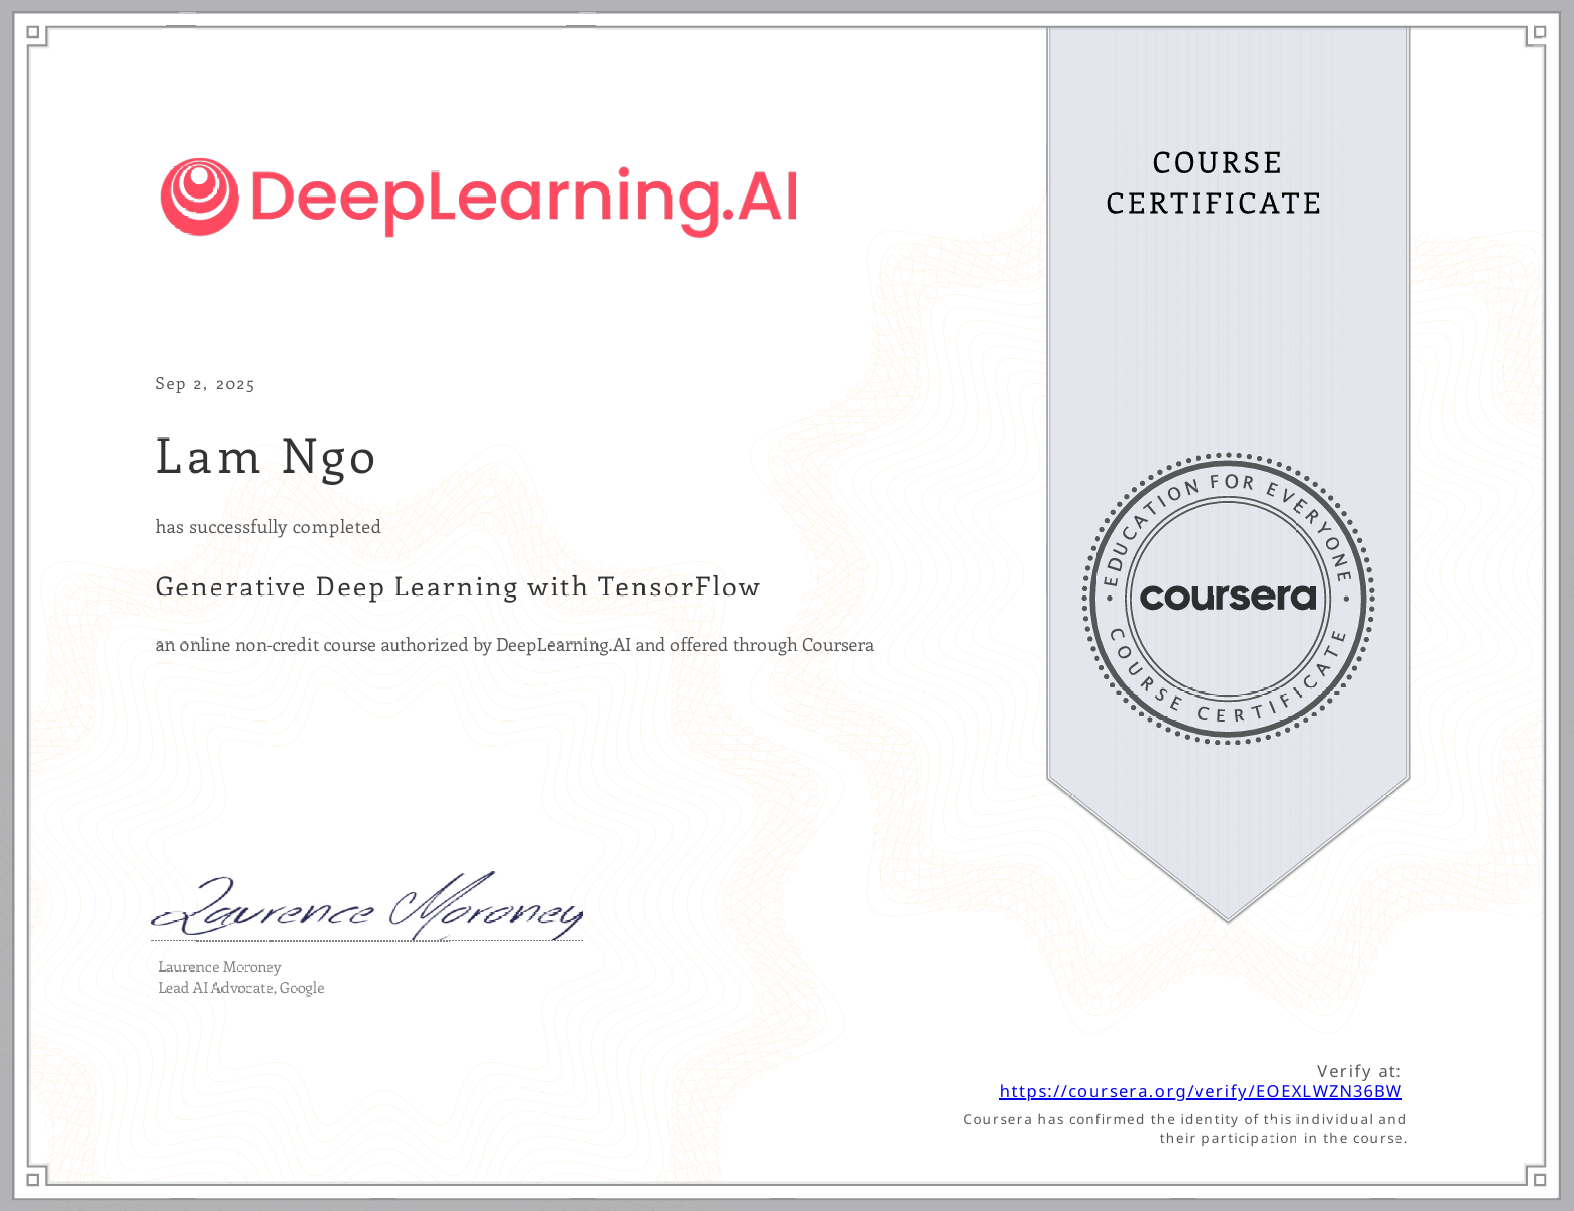 DeepLearning.AI
COURSE
CERTIFICATE
Sep 2, 2025
Lam Ngo
has successfully completed
Generative Deep Learning with TensorFlow
an online non-credit course authorized by DeepLearning.AI and offered through Coursera
EDUCATION FOR EVERYONE
coursera
COURSE CERTIFICATE
Laurence Moroney
Laurence Moroney
Lead AI Advocate, Google
Verify at:
https://coursera.org/verify/EOEXLWZN36BW
Coursera has confirmed the identity of this individual and
their participation in the course.